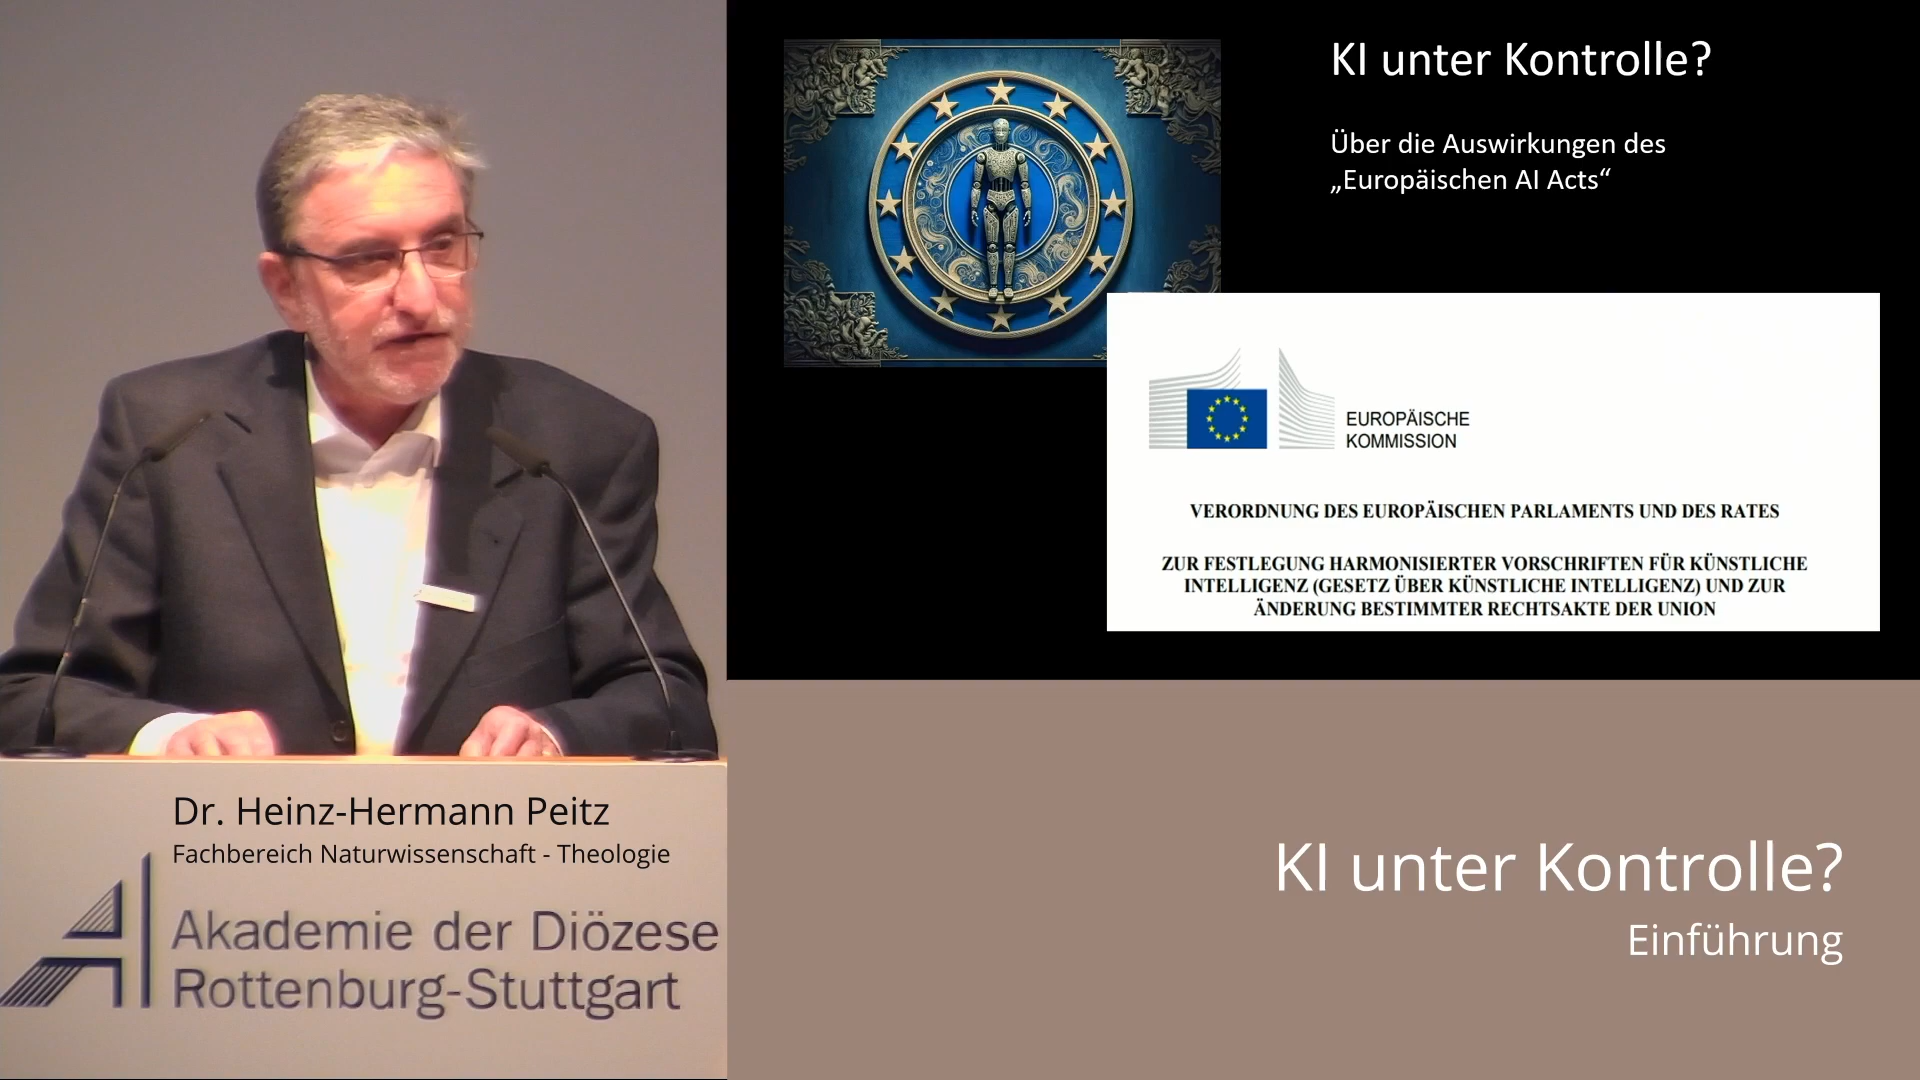 Dr. Heinz-Hermann Peitz
Fachbereich Naturwissenschaft - Theologie
Akademie der Diözese
Rottenburg-Stuttgart
KI unter Kontrolle?
Über die Auswirkungen des
„Europäischen AI Acts“
EUROPÄISCHE
KOMMISSION
VERORDNUNG DES EUROPÄISCHEN PARLAMENTS UND DES RATES
ZUR FESTLEGUNG HARMONISIERTER VORSCHRIFTEN FÜR KÜNSTLICHE
INTELLIGENZ (GESETZ ÜBER KÜNSTLICHE INTELLIGENZ) UND ZUR
ÄNDERUNG BESTIMMTER RECHTSAKTE DER UNION
KI unter Kontrolle?
Einführung